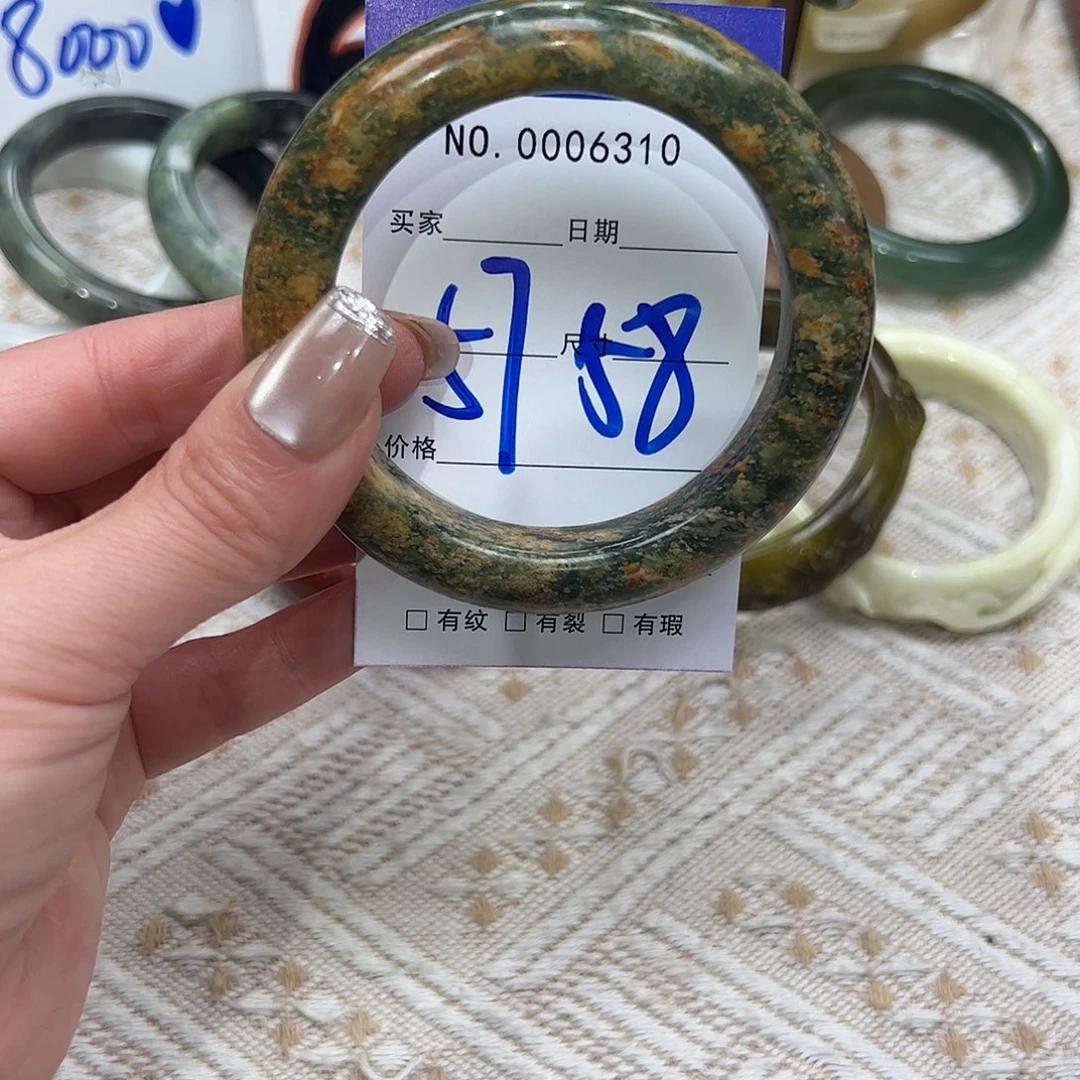 8000
NO. 0006310
买家 日期
57 58
尺寸
价格
□ 有纹 □ 有裂 □ 有瑕